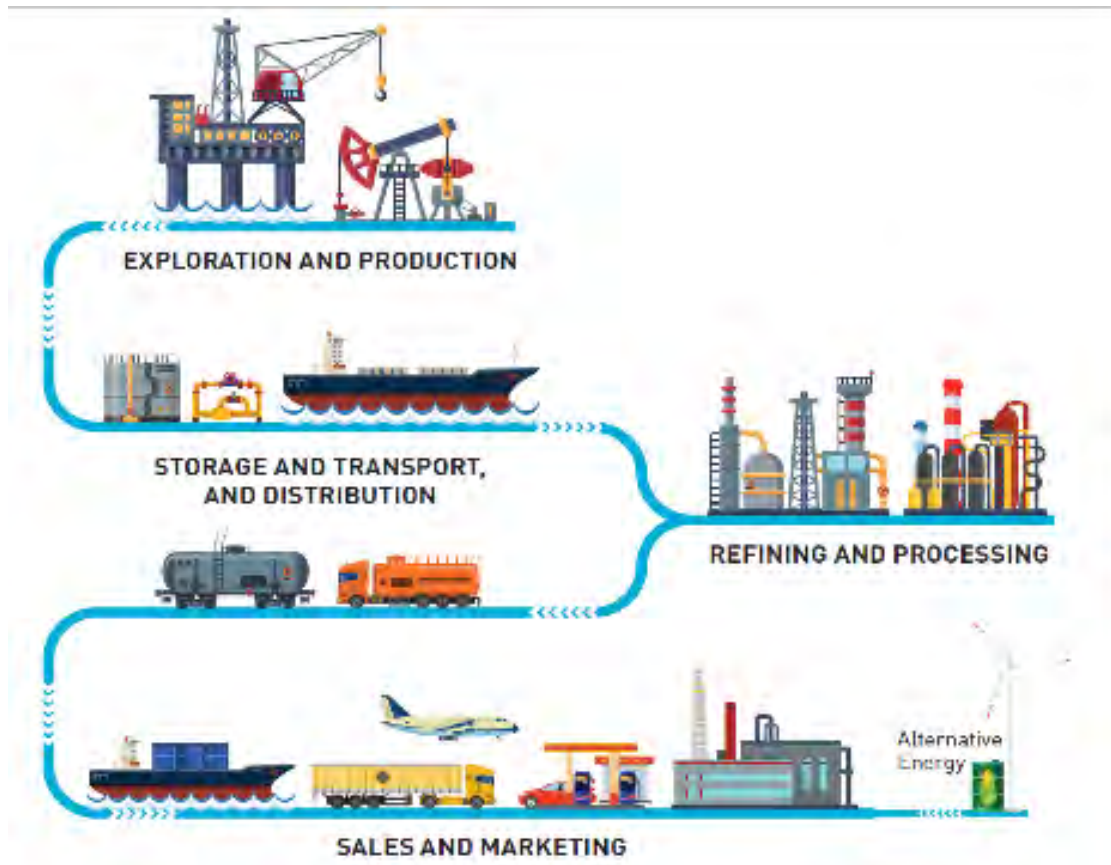 EXPLORATION AND PRODUCTION
STORAGE AND TRANSPORT,
AND DISTRIBUTION
REFINING AND PROCESSING
Alternative
Energy
SALES AND MARKETING